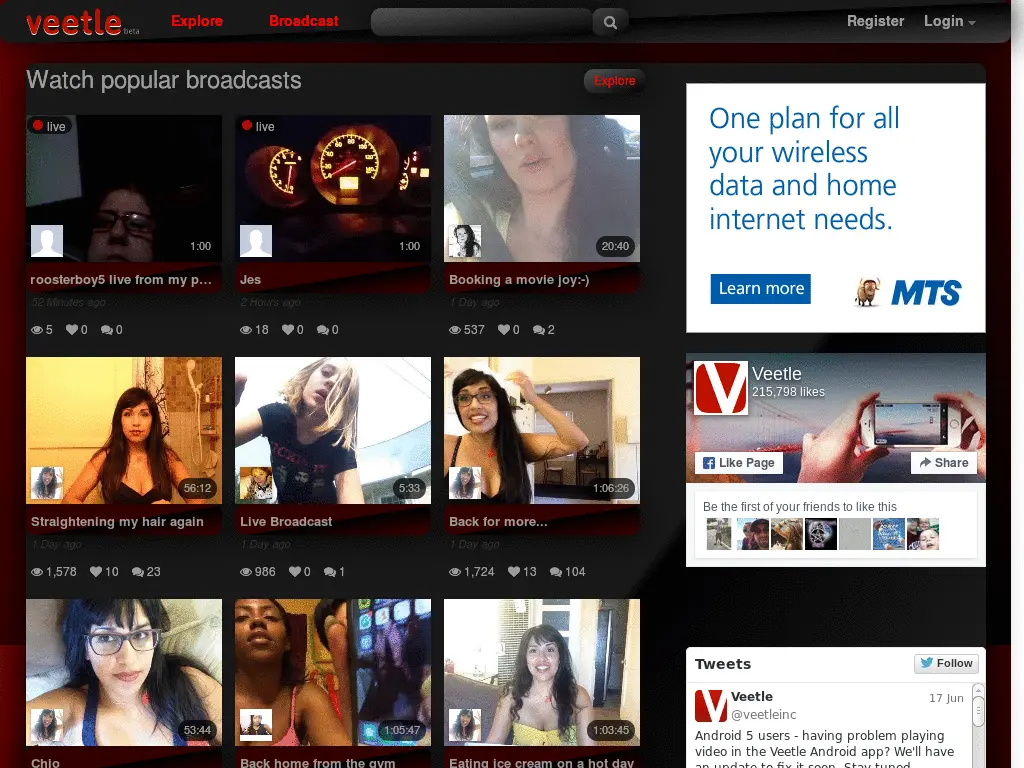 veetle beta
Explore
Broadcast
Register
Login
Watch popular broadcasts
Explore
live
1:00
live
1:00
20:40
roosterboy5 live from my p...
52 Minutes ago
5 0 0
Jes
2 Hours ago
18 0 0
Booking a movie joy:-)
1 Day ago
537 0 2
56:12
5:33
1:06:26
Straightening my hair again
1 Day ago
1,578 10 23
Live Broadcast
1 Day ago
986 0 1
Back for more...
1 Day ago
1,724 13 104
53:44
1:05:47
1:03:45
Chio
Back home from the gym
Eating ice cream on a hot day
One plan for all
your wireless
data and home
internet needs.
Learn more
MTS
Veetle
215,798 likes
Like Page
Share
Be the first of your friends to like this
Tweets
Follow
Veetle
17 Jun
@veetleinc
Android 5 users - having problem playing
video in the Veetle Android app? We'll have
an update to fix it soon. Stay tuned